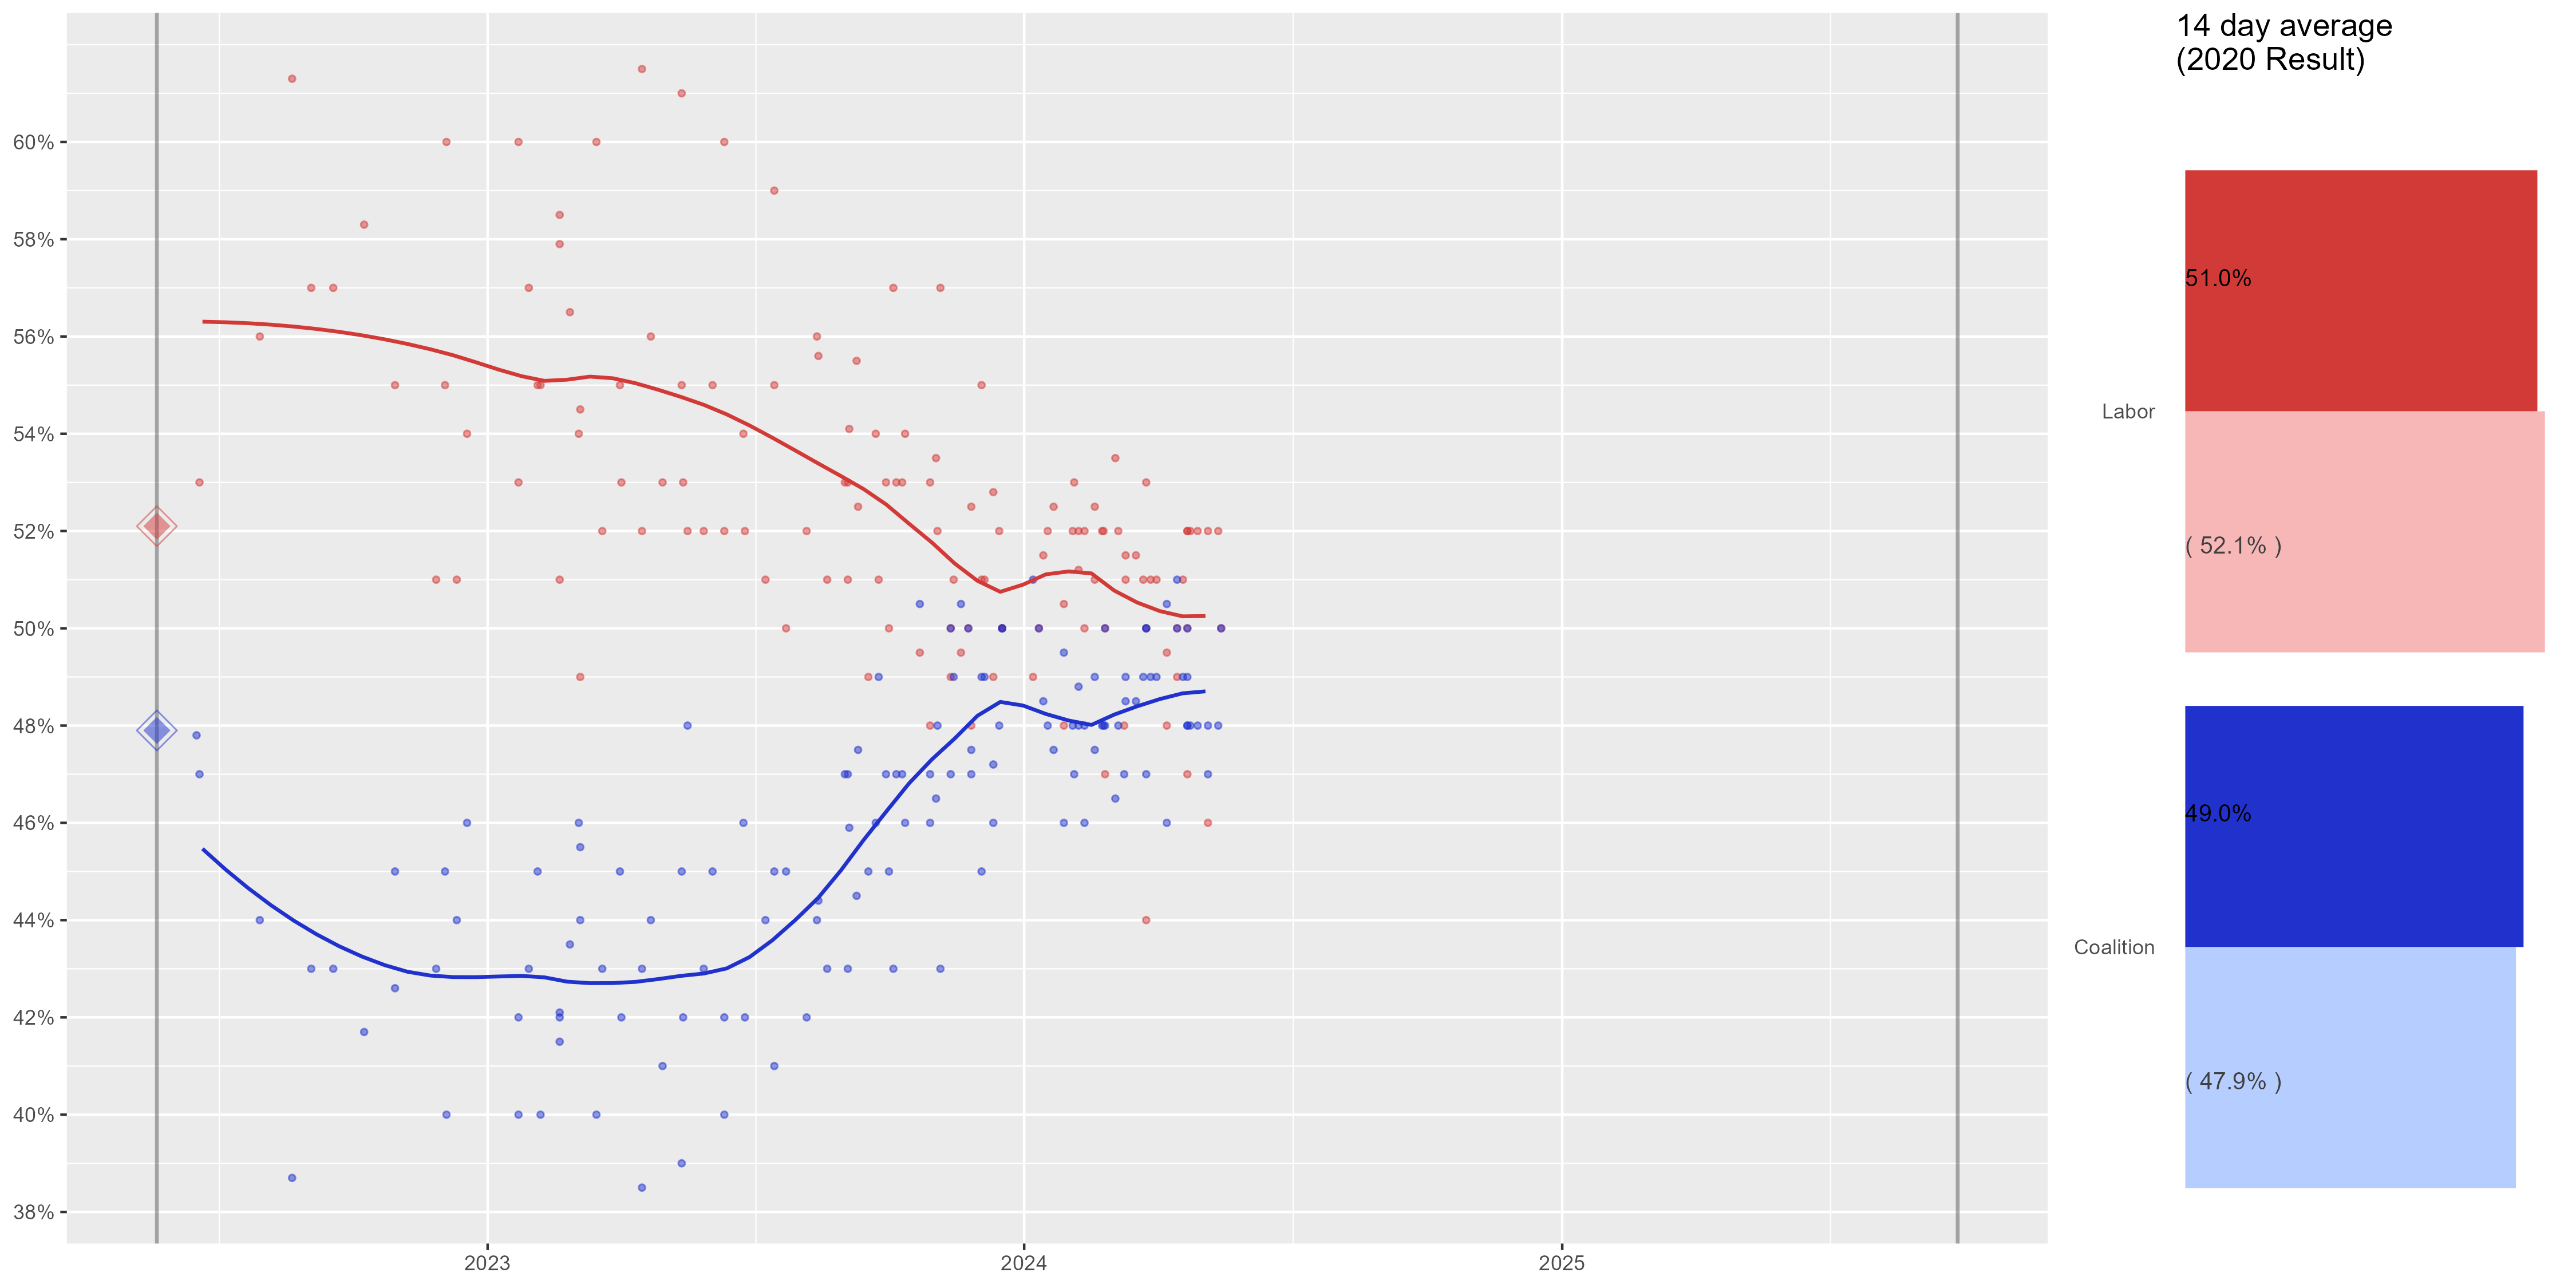 14 day average
(2020 Result)
60%
58%
56%
54%
52%
50%
48%
46%
44%
42%
40%
38%
2023
2024
2025
51.0%
Labor
( 52.1% )
49.0%
Coalition
( 47.9% )